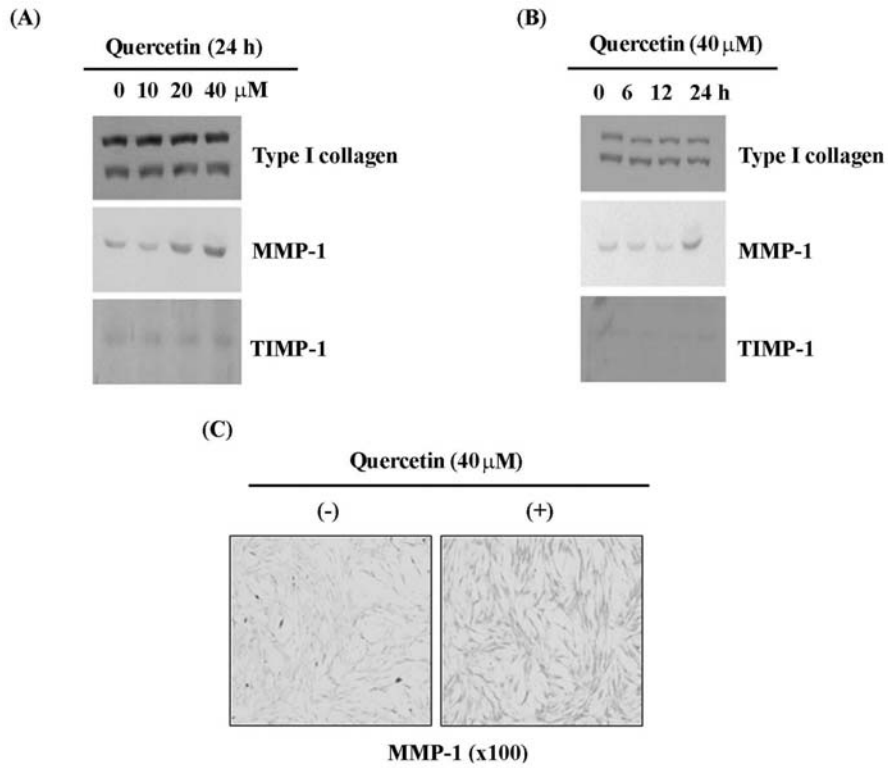 (A)
Quercetin (24 h)
0 10 20 40 μM
Type I collagen
MMP-1
TIMP-1
(B)
Quercetin (40 μM)
0 6 12 24 h
Type I collagen
MMP-1
TIMP-1
(C)
Quercetin (40 μM)
(-) (+)
MMP-1 (x100)